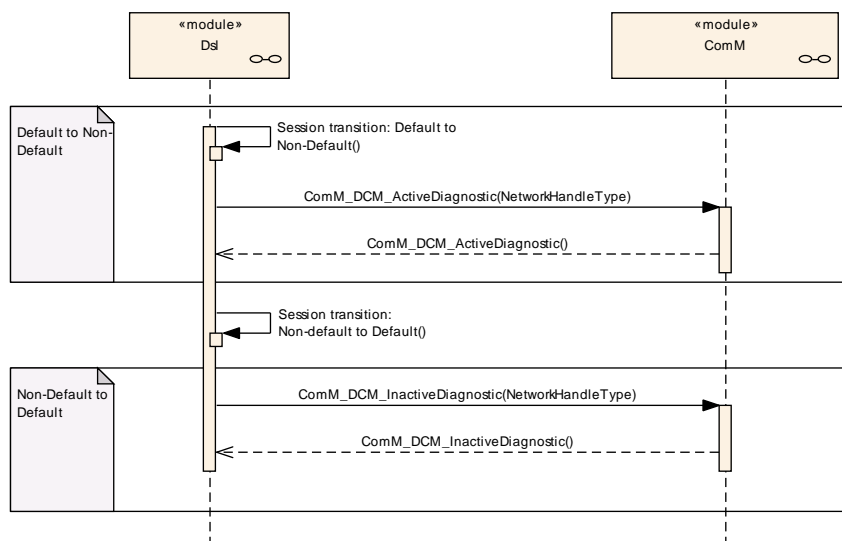 «module»
Dsl
«module»
ComM
Default to Non-
Default
Session transition: Default to
Non-Default()
ComM_DCM_ActiveDiagnostic(NetworkHandleType)
ComM_DCM_ActiveDiagnostic()
Session transition:
Non-default to Default()
Non-Default to
Default
ComM_DCM_InactiveDiagnostic(NetworkHandleType)
ComM_DCM_InactiveDiagnostic()